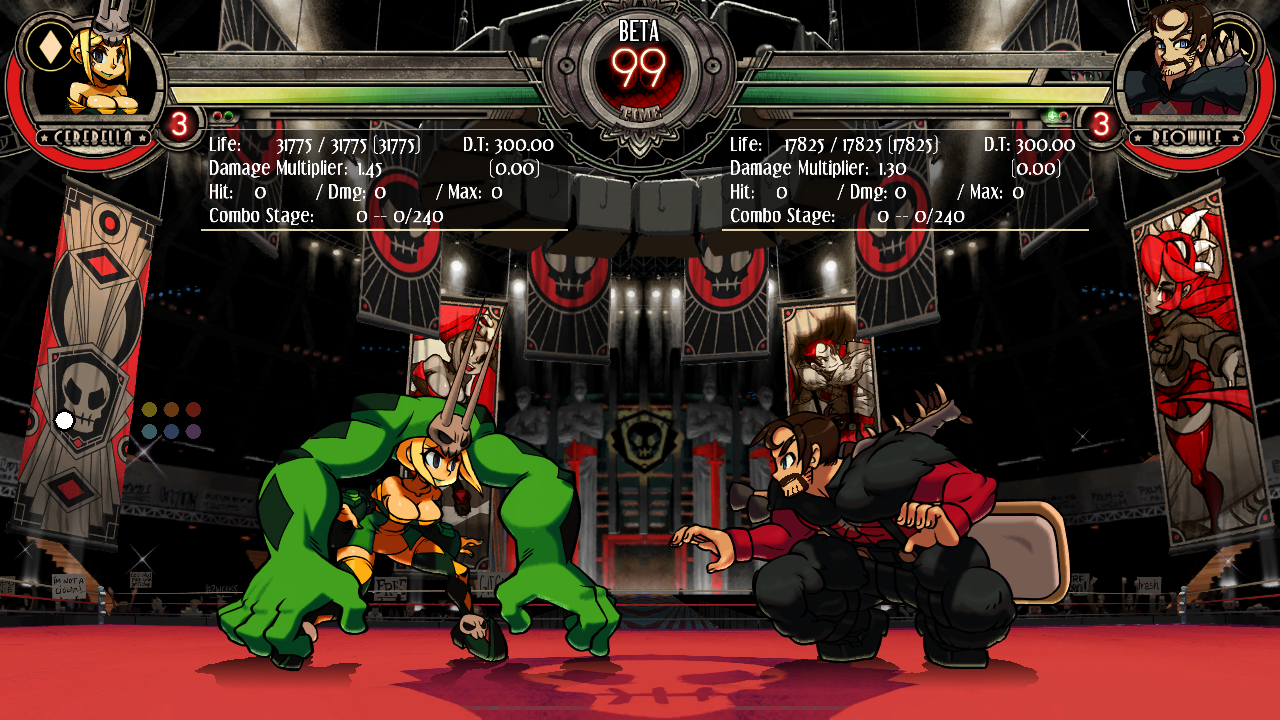 BETA
99
TIME
CEREBELLA
BEOWULF
3
3
Life: 31775 / 31775 [31775] D.T: 300.00
Damage Multiplier: 1.45 [0.00]
Hit: 0 / Dmg: 0 / Max: 0
Combo Stage: 0 -- 0/240
Life: 17825 / 17825 [17825] D.T: 300.00
Damage Multiplier: 1.30 [0.00]
Hit: 0 / Dmg: 0 / Max: 0
Combo Stage: 0 -- 0/240
I'M NOT A
CLOWN!